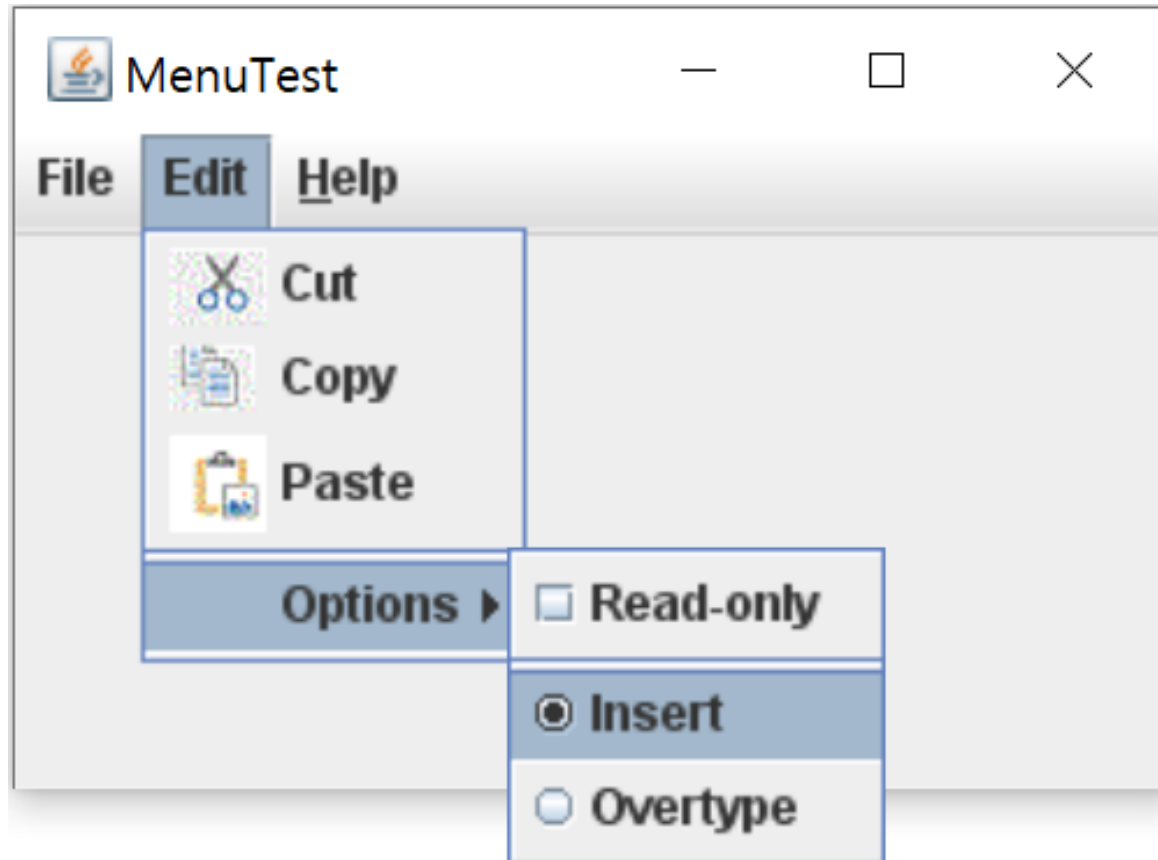 MenuTest
File Edit Help
Cut
Copy
Paste
Options
Read-only
Insert
Overtype